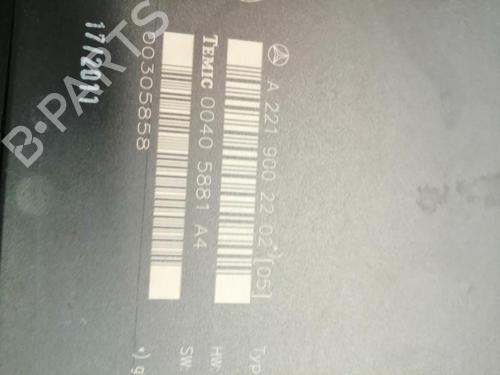 A 221 900 22 02*) [05]
TEMIC 0040 5881 A4
00305858
17/2011
Typ
HW:
SW:
*) g
B-PARTS